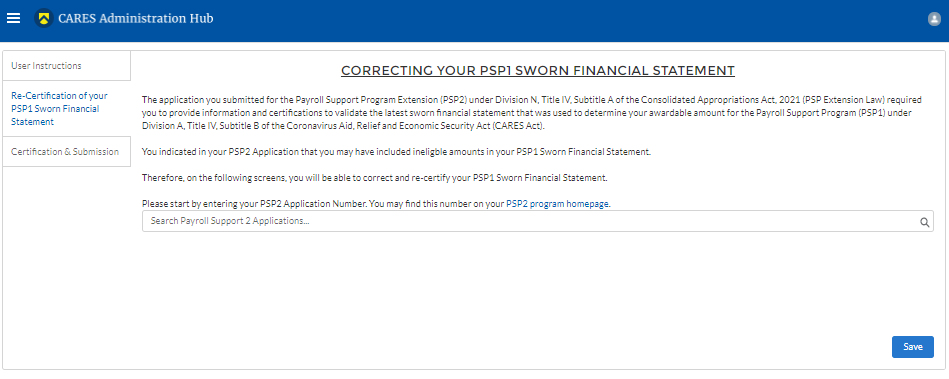 CARES Administration Hub
User Instructions
Re-Certification of your
PSP1 Sworn Financial
Statement
Certification & Submission
CORRECTING YOUR PSP1 SWORN FINANCIAL STATEMENT
The application you submitted for the Payroll Support Program Extension (PSP2) under Division N, Title IV, Subtitle A of the Consolidated Appropriations Act, 2021 (PSP Extension Law) required
you to provide information and certifications to validate the latest sworn financial statement that was used to determine your awardable amount for the Payroll Support Program (PSP1) under
Division A, Title IV, Subtitle B of the Coronavirus Aid, Relief and Economic Security Act (CARES Act).
You indicated in your PSP2 Application that you may have included ineligible amounts in your PSP1 Sworn Financial Statement.
Therefore, on the following screens, you will be able to correct and re-certify your PSP1 Sworn Financial Statement.
Please start by entering your PSP2 Application Number. You may find this number on your PSP2 program homepage.
Search Payroll Support 2 Applications...
Save